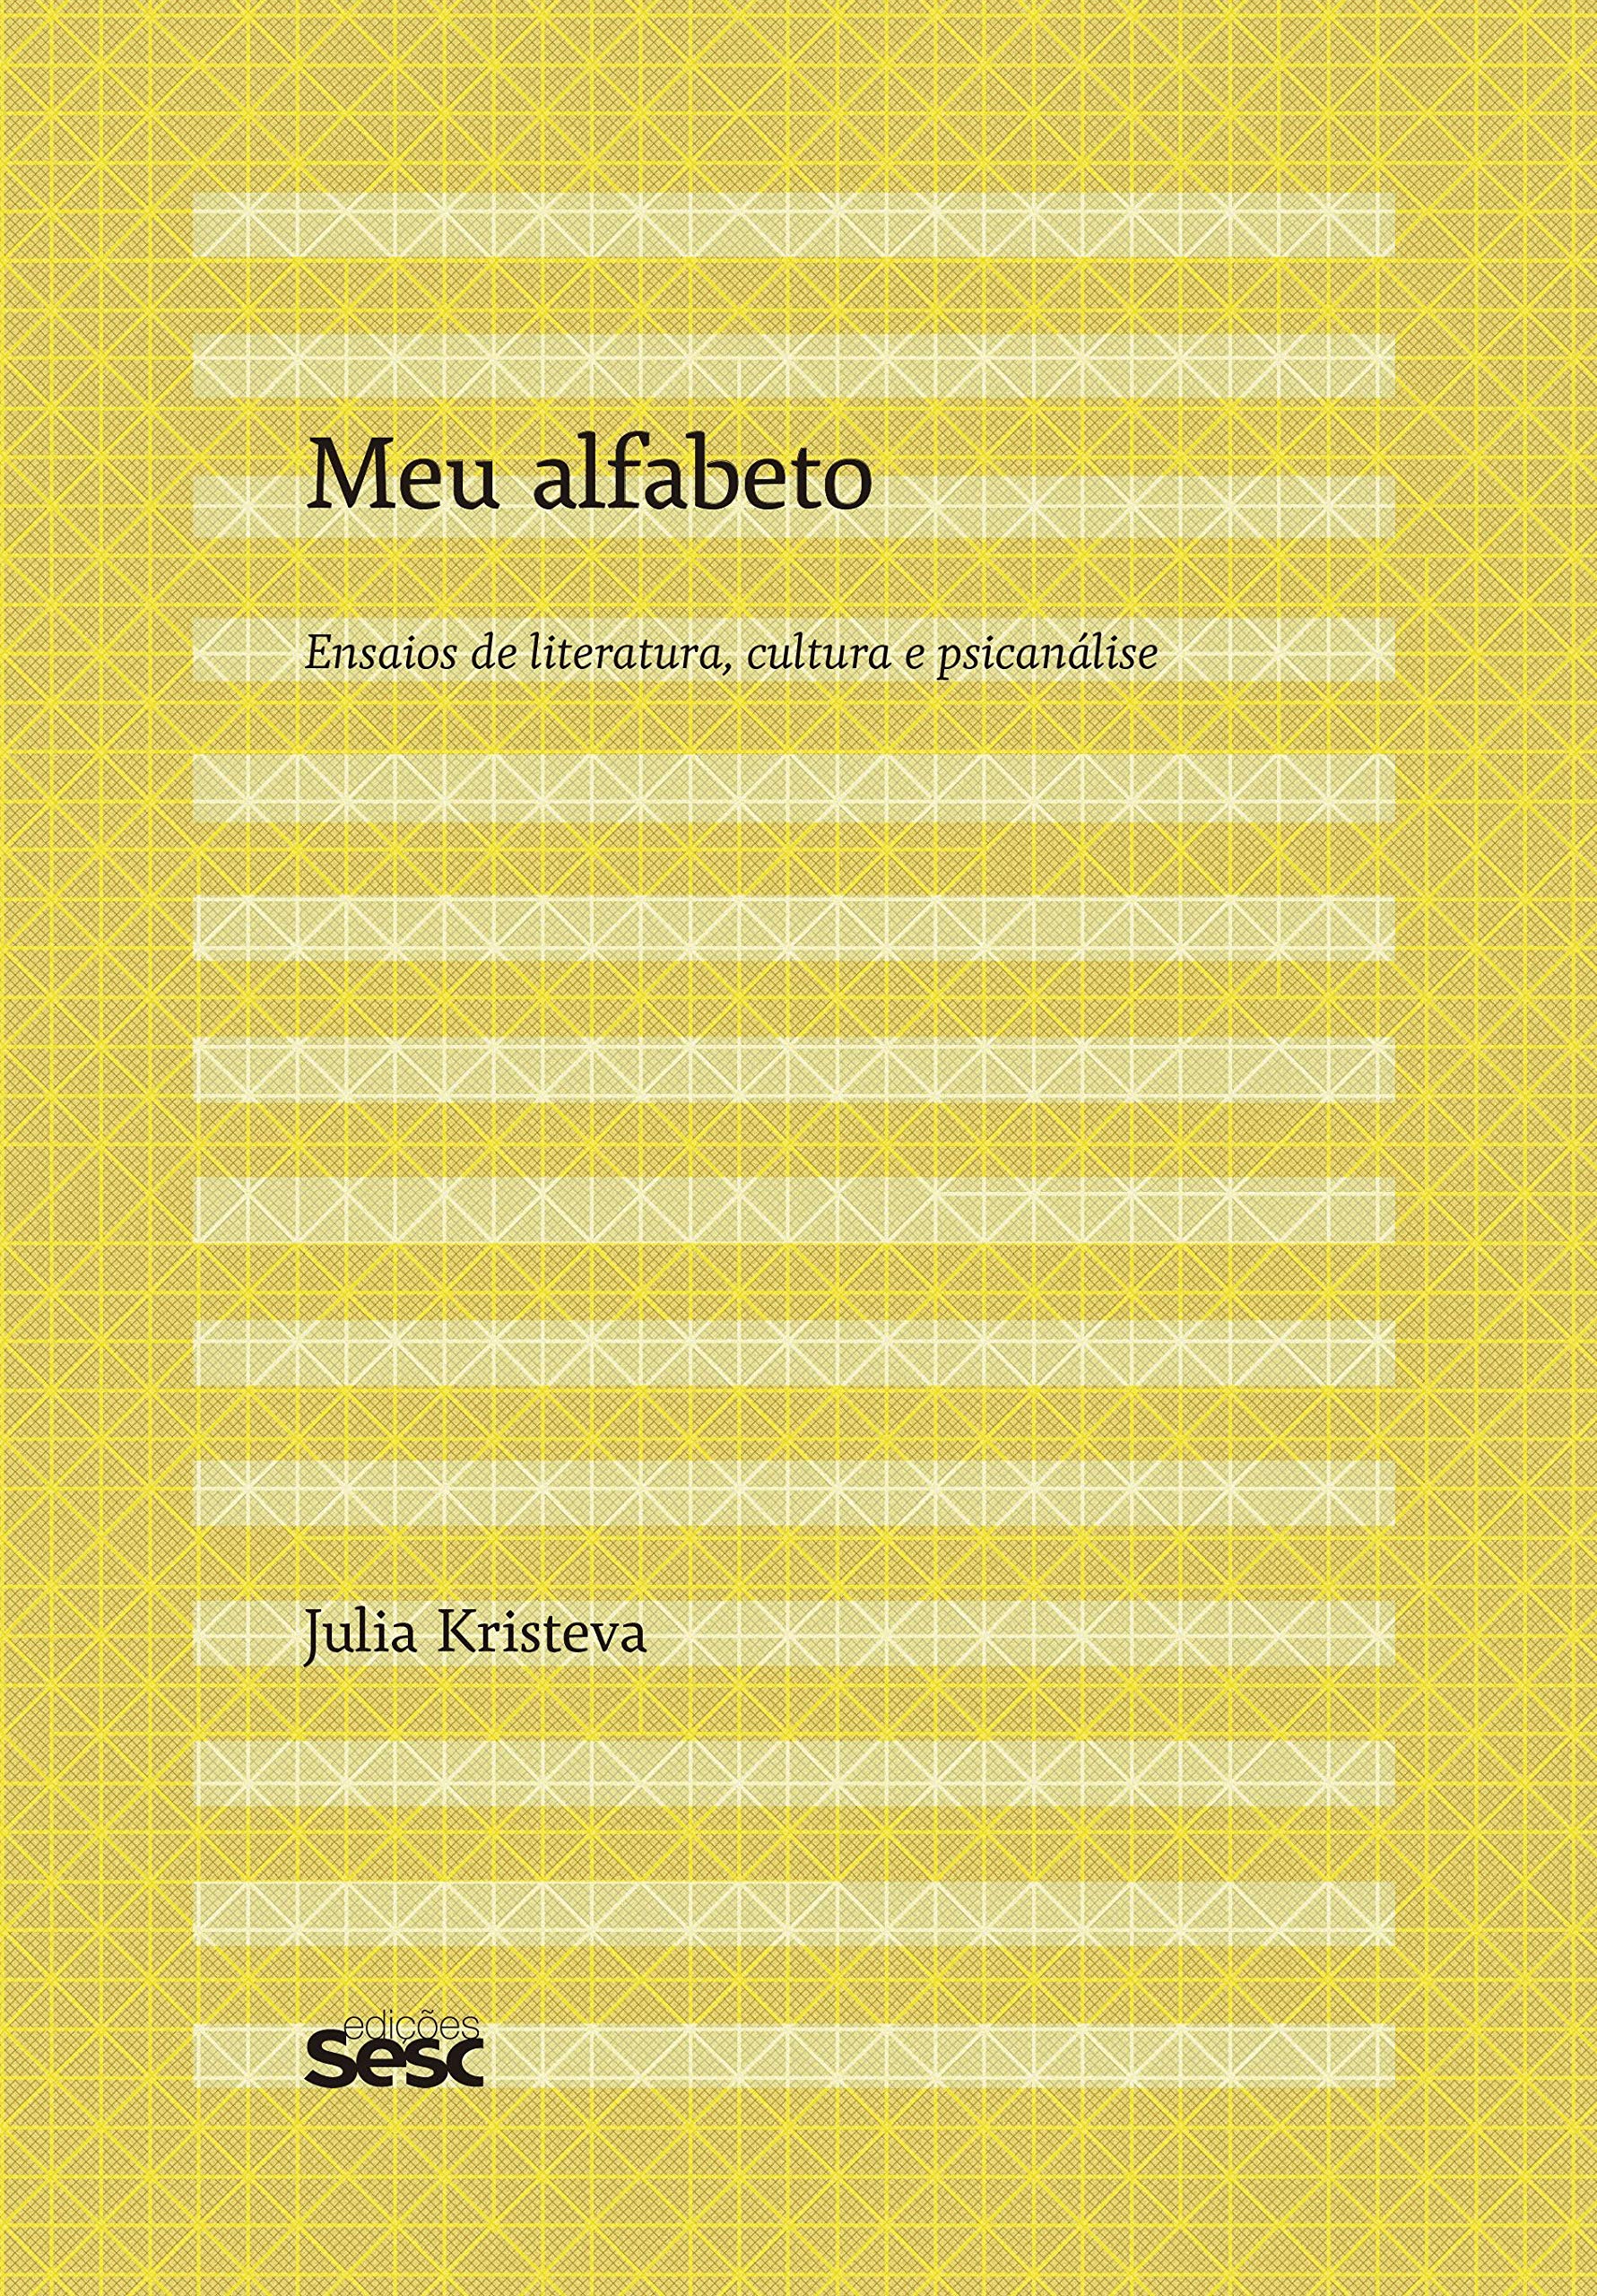 Meu alfabeto
Ensaios de literatura, cultura e psicanálise
Julia Kristeva
edições
Sesc